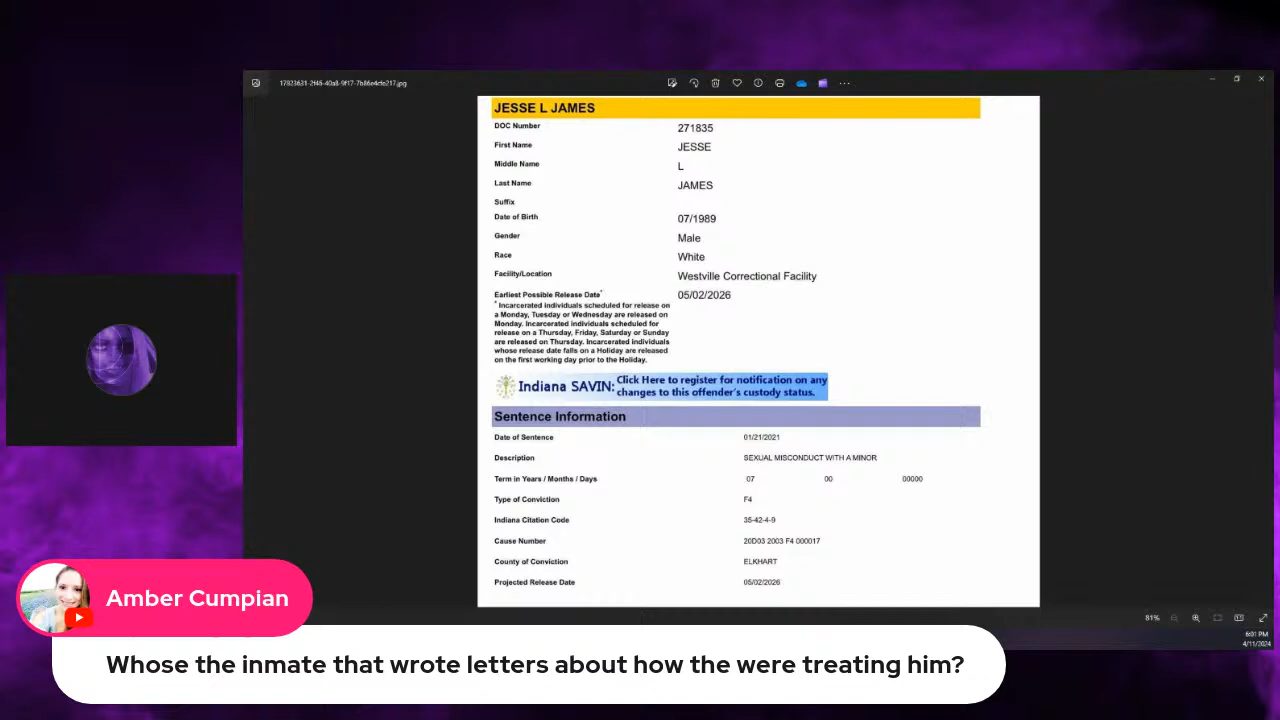 JESSE L JAMES
DOC Number 271835
First Name JESSE
Middle Name L
Last Name JAMES
Suffix
Date of Birth 07/1989
Gender Male
Race White
Facility/Location Westville Correctional Facility
Earliest Possible Release Date* 05/02/2026
* Incarcerated individuals scheduled for release on
a Monday, Tuesday or Wednesday are released on
Monday. Incarcerated individuals scheduled for
release on a Thursday, Friday, Saturday or Sunday
are released on Thursday. Incarcerated individuals
whose release date falls on a Holiday are released
on the first working day prior to the Holiday.
Indiana SAVIN: Click Here to register for notification on any
changes to this offender's custody status.
Sentence Information
Date of Sentence 01/21/2021
Description SEXUAL MISCONDUCT WITH A MINOR
Term in Years / Months / Days 07 00 00000
Type of Conviction F4
Indiana Citation Code 35-42-4-9
Cause Number 20D03 2003 F4 000017
County of Conviction ELKHART
Projected Release Date 05/02/2026
81%
6:01 PM
4/11/2024
Amber Cumpian
Whose the inmate that wrote letters about how the were treating him?